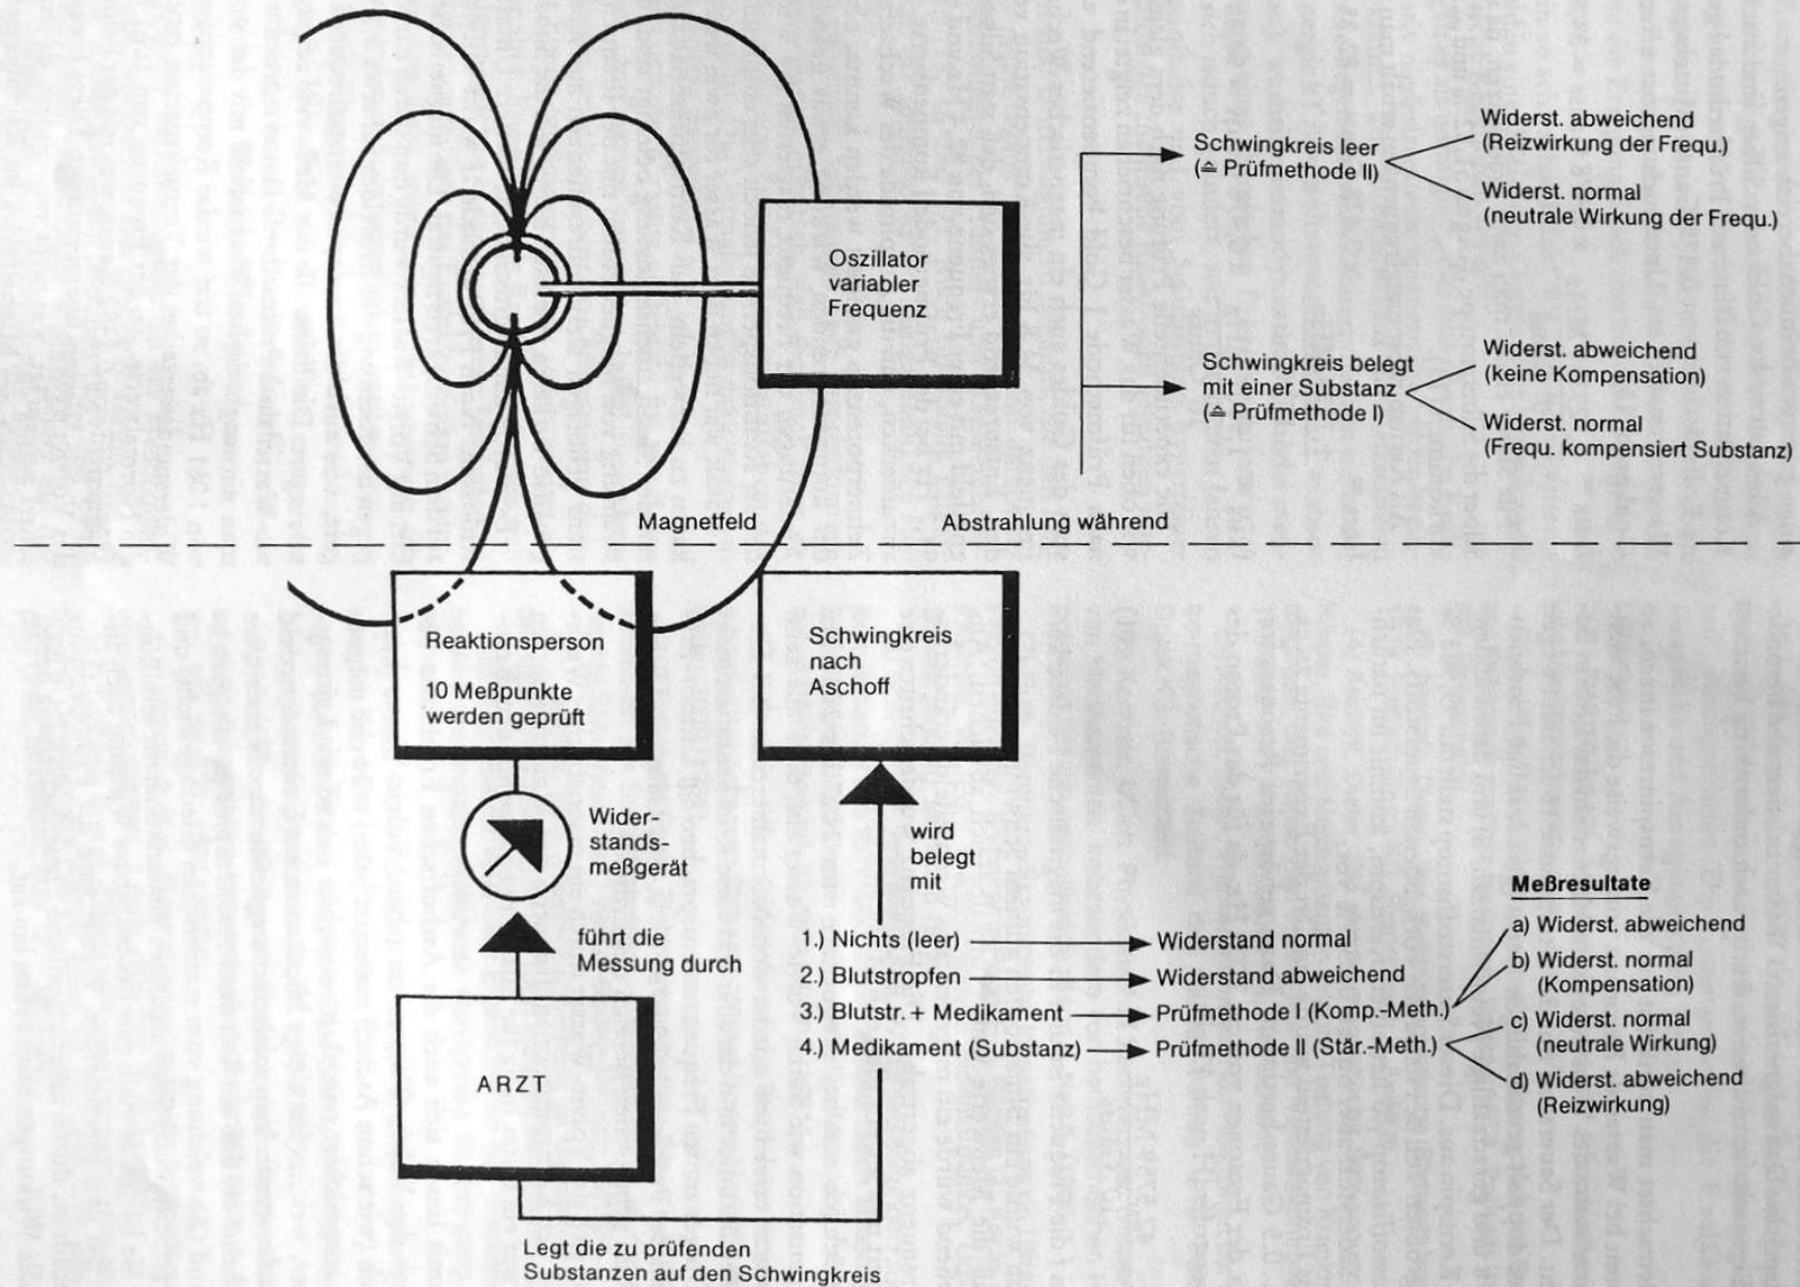 Oszillator
variabler
Frequenz
Schwingkreis leer
(≙ Prüfmethode II)
Widerst. abweichend
(Reizwirkung der Frequ.)
Widerst. normal
(neutrale Wirkung der Frequ.)
Schwingkreis belegt
mit einer Substanz
(≙ Prüfmethode I)
Widerst. abweichend
(keine Kompensation)
Widerst. normal
(Frequ. kompensiert Substanz)
Magnetfeld
Abstrahlung während
Reaktionsperson
10 Meßpunkte
werden geprüft
Schwingkreis
nach
Aschoff
Wider-
stands-
meßgerät
wird
belegt
mit
führt die
Messung durch
ARZT
1.) Nichts (leer)
Widerstand normal
2.) Blutstropfen
Widerstand abweichend
3.) Blutstr. + Medikament
Prüfmethode I (Komp.-Meth.)
4.) Medikament (Substanz)
Prüfmethode II (Stär.-Meth.)
Meßresultate
a) Widerst. abweichend
b) Widerst. normal
(Kompensation)
c) Widerst. normal
(neutrale Wirkung)
d) Widerst. abweichend
(Reizwirkung)
Legt die zu prüfenden
Substanzen auf den Schwingkreis